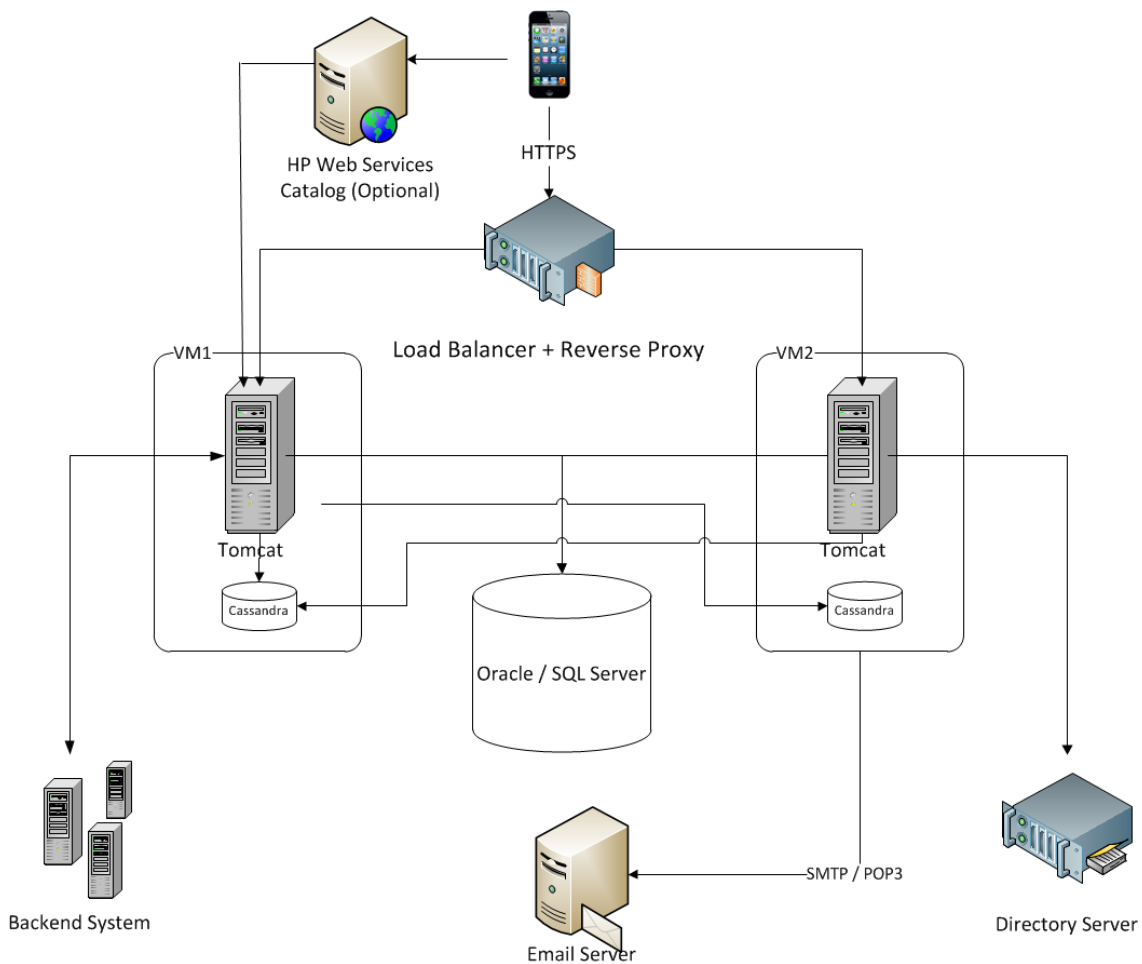 HTTPS
HP Web Services
Catalog (Optional)
Load Balancer + Reverse Proxy
VM1
VM2
Tomcat
Tomcat
Cassandra
Cassandra
Oracle / SQL Server
SMTP / POP3
Backend System
Email Server
Directory Server